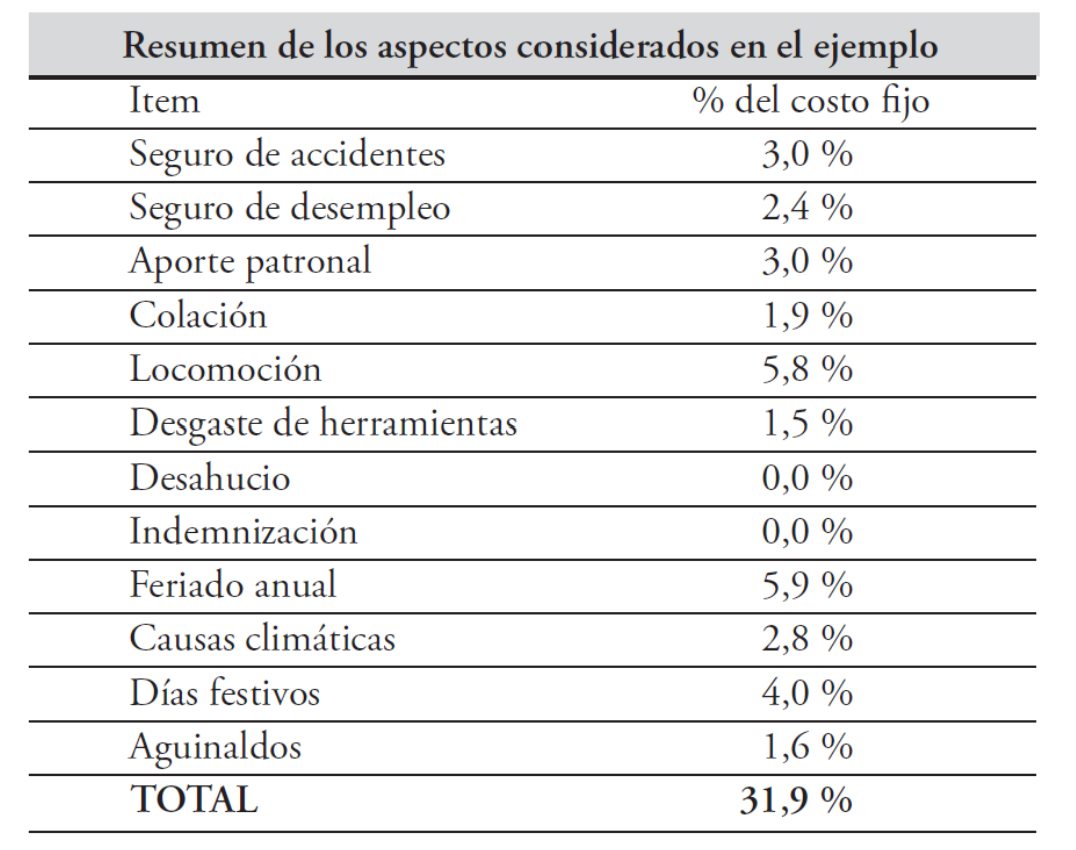 Resumen de los aspectos considerados en el ejemplo
Item % del costo fijo
Seguro de accidentes 3,0 %
Seguro de desempleo 2,4 %
Aporte patronal 3,0 %
Colación 1,9 %
Locomoción 5,8 %
Desgaste de herramientas 1,5 %
Desahucio 0,0 %
Indemnización 0,0 %
Feriado anual 5,9 %
Causas climáticas 2,8 %
Días festivos 4,0 %
Aguinaldos 1,6 %
TOTAL 31,9 %